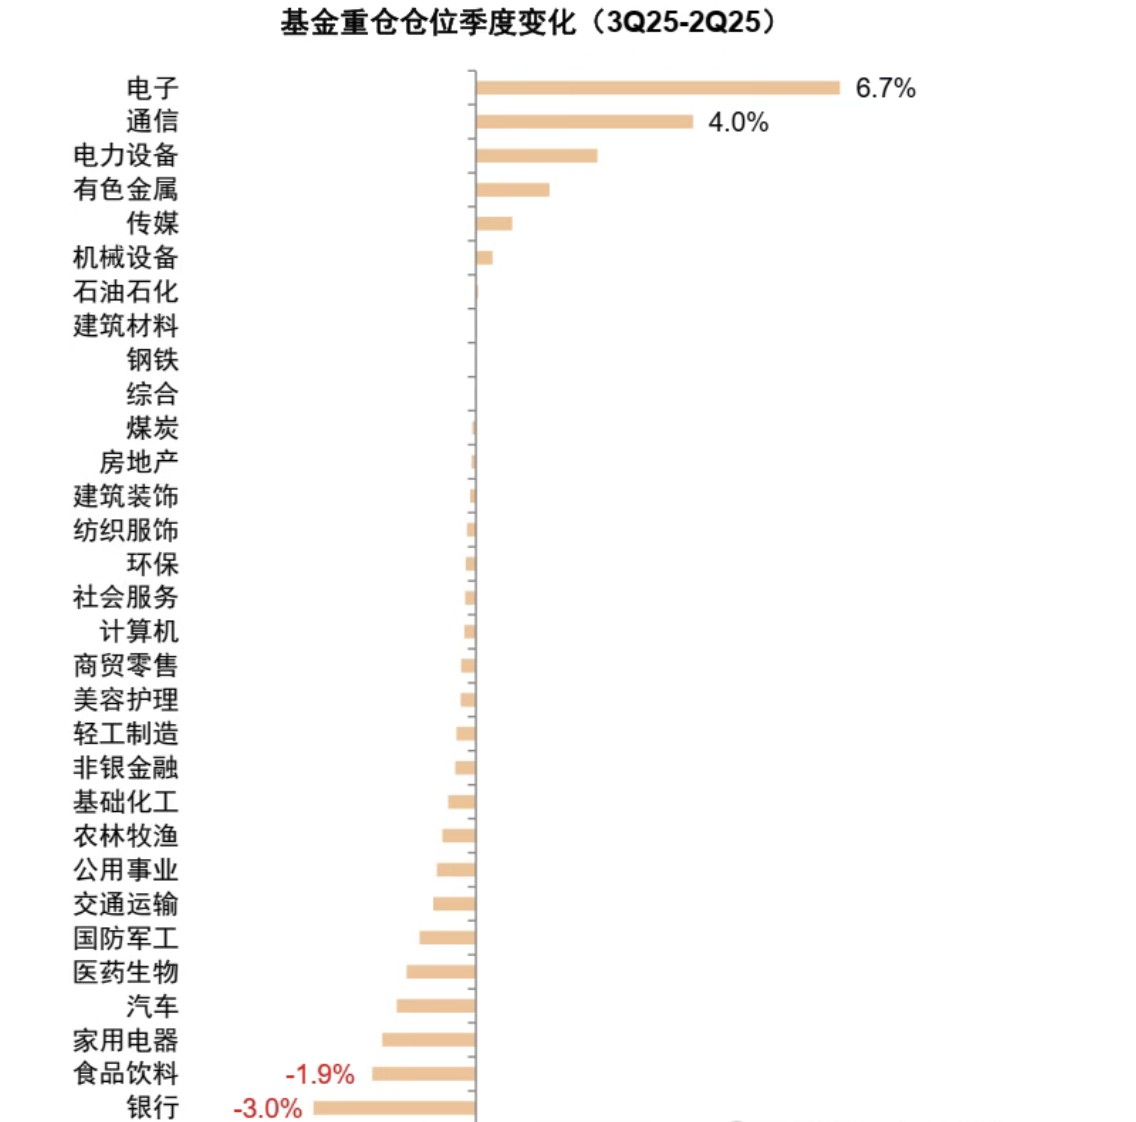 基金重仓仓位季度变化（3Q25-2Q25）
电子 6.7%
通信 4.0%
电力设备
有色金属
传媒
机械设备
石油石化
建筑材料
钢铁
综合
煤炭
房地产
建筑装饰
纺织服饰
环保
社会服务
计算机
商贸零售
美容护理
轻工制造
非银金融
基础化工
农林牧渔
公用事业
交通运输
国防军工
医药生物
汽车
家用电器
食品饮料 -1.9%
银行 -3.0%